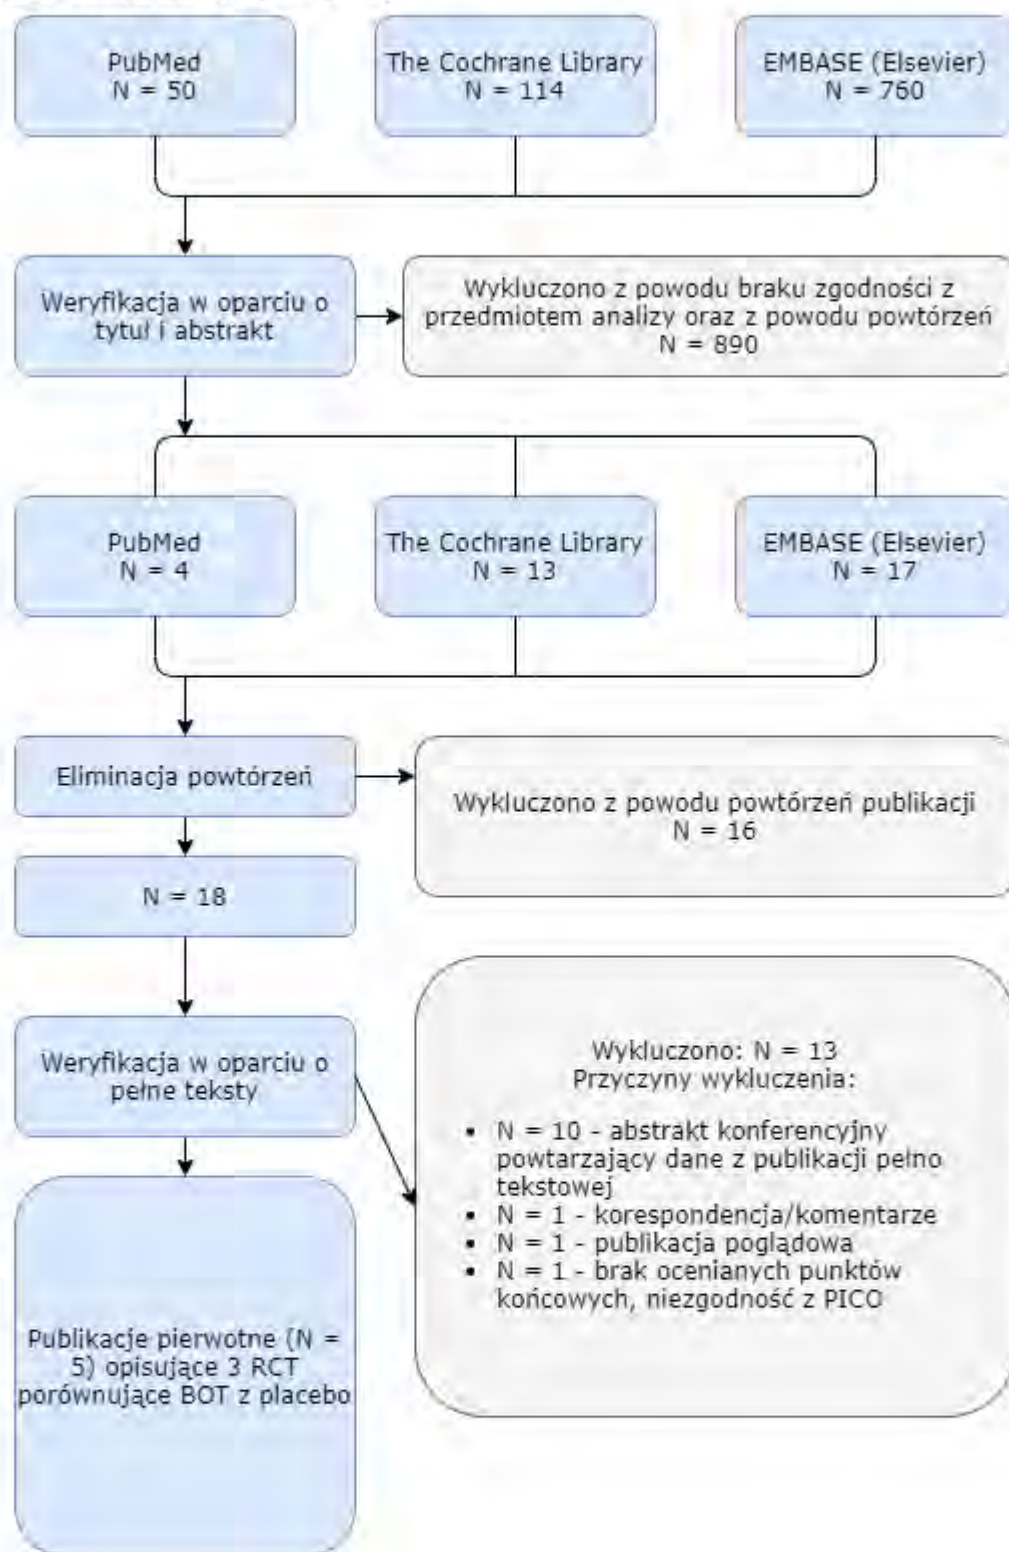 PubMed
N = 50
The Cochrane Library
N = 114
EMBASE (Elsevier)
N = 760
Weryfikacja w oparciu o
tytuł i abstrakt
Wykluczono z powodu braku zgodności z
przedmiotem analizy oraz z powodu powtórzeń
N = 890
PubMed
N = 4
The Cochrane Library
N = 13
EMBASE (Elsevier)
N = 17
Eliminacja powtórzeń
Wykluczono z powodu powtórzeń publikacji
N = 16
N = 18
Weryfikacja w oparciu o
pełne teksty
Wykluczono: N = 13
Przyczyny wykluczenia:
• N = 10 - abstrakt konferencyjny
powtarzający dane z publikacji pełno
tekstowej
• N = 1 - korespondencja/komentarze
• N = 1 - publikacja poglądowa
• N = 1 - brak ocenianych punktów
końcowych, niezgodność z PICO
Publikacje pierwotne (N =
5) opisujące 3 RCT
porównujące BOT z placebo